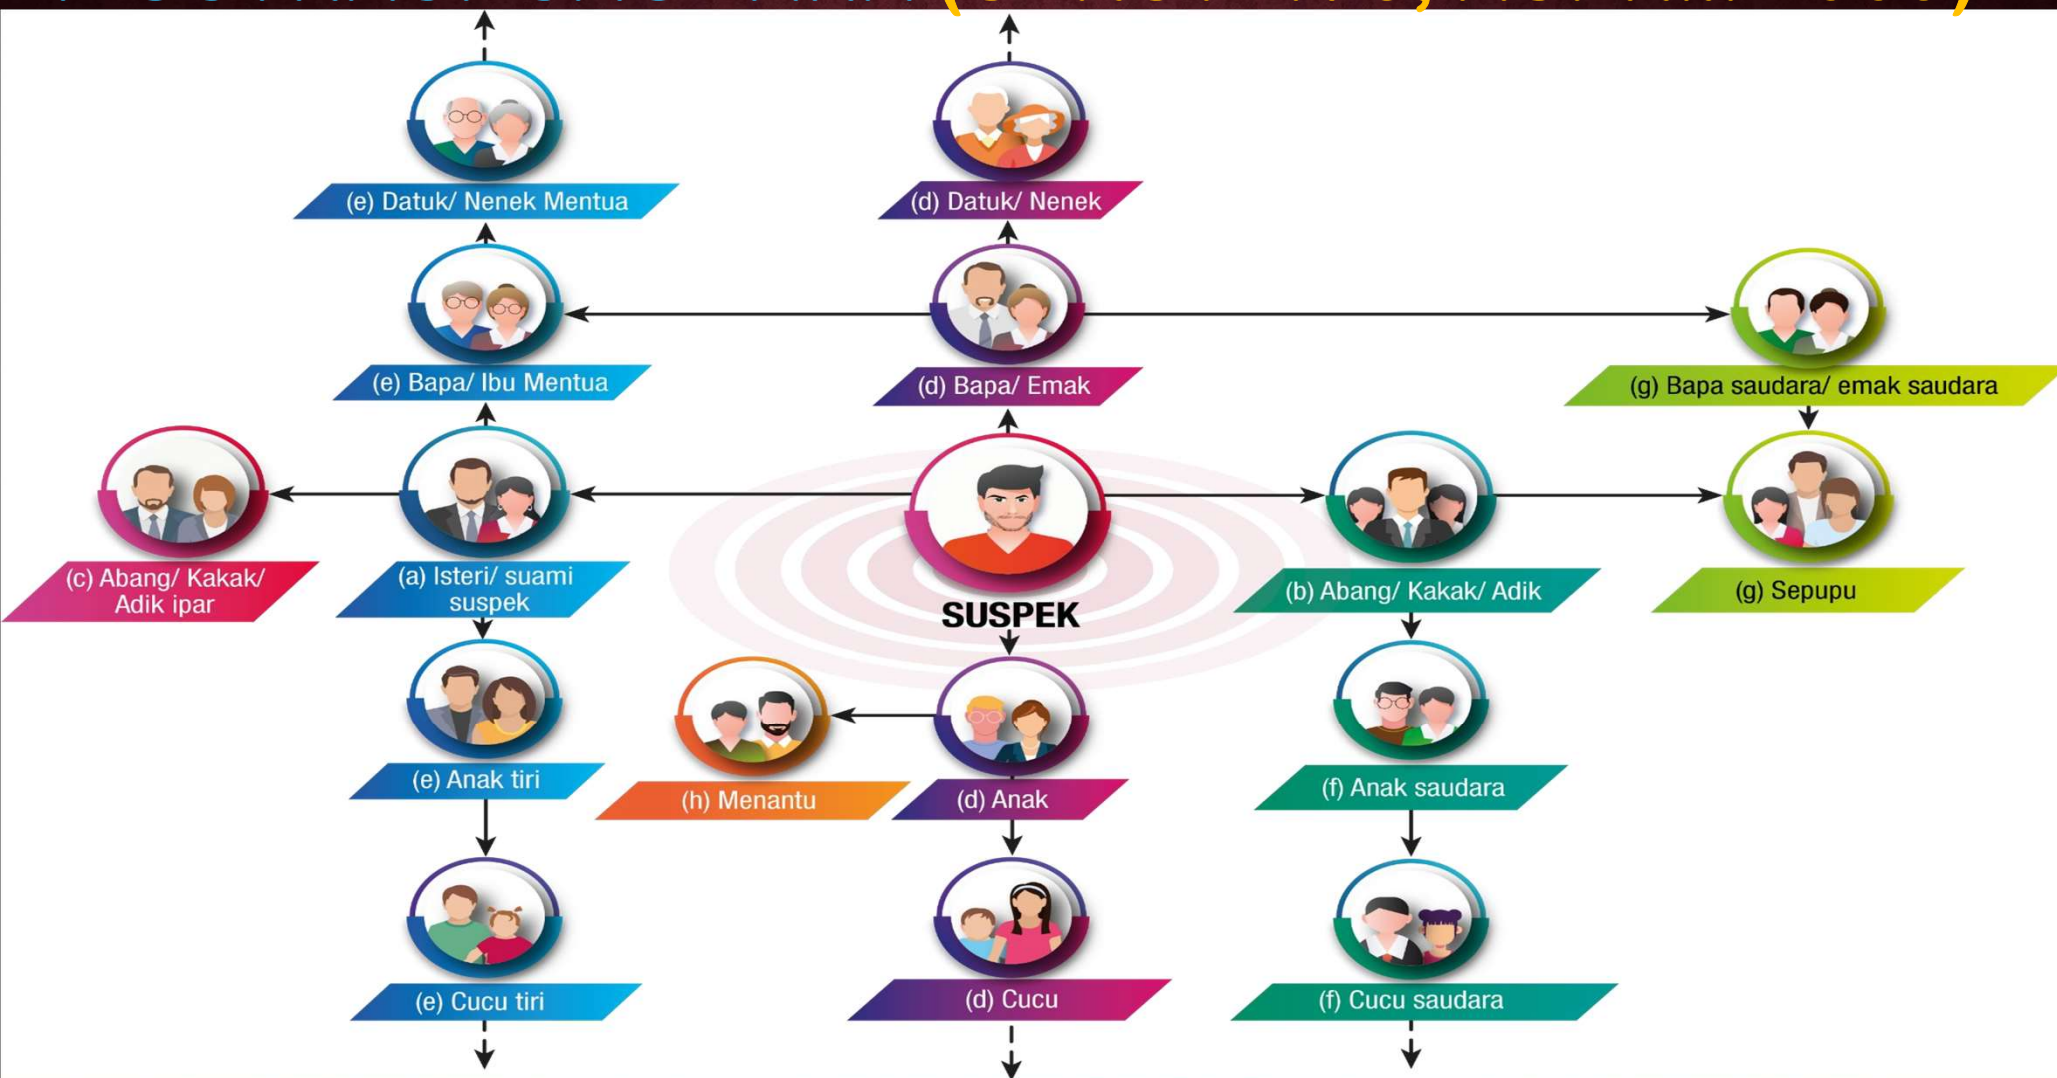 (e) Datuk/ Nenek Mentua
(d) Datuk/ Nenek
(e) Bapa/ Ibu Mentua
(d) Bapa/ Emak
(g) Bapa saudara/ emak saudara
(c) Abang/ Kakak/
Adik ipar
(a) Isteri/ suami
suspek
SUSPEK
(b) Abang/ Kakak/ Adik
(g) Sepupu
(e) Anak tiri
(h) Menantu
(d) Anak
(f) Anak saudara
(e) Cucu tiri
(d) Cucu
(f) Cucu saudara